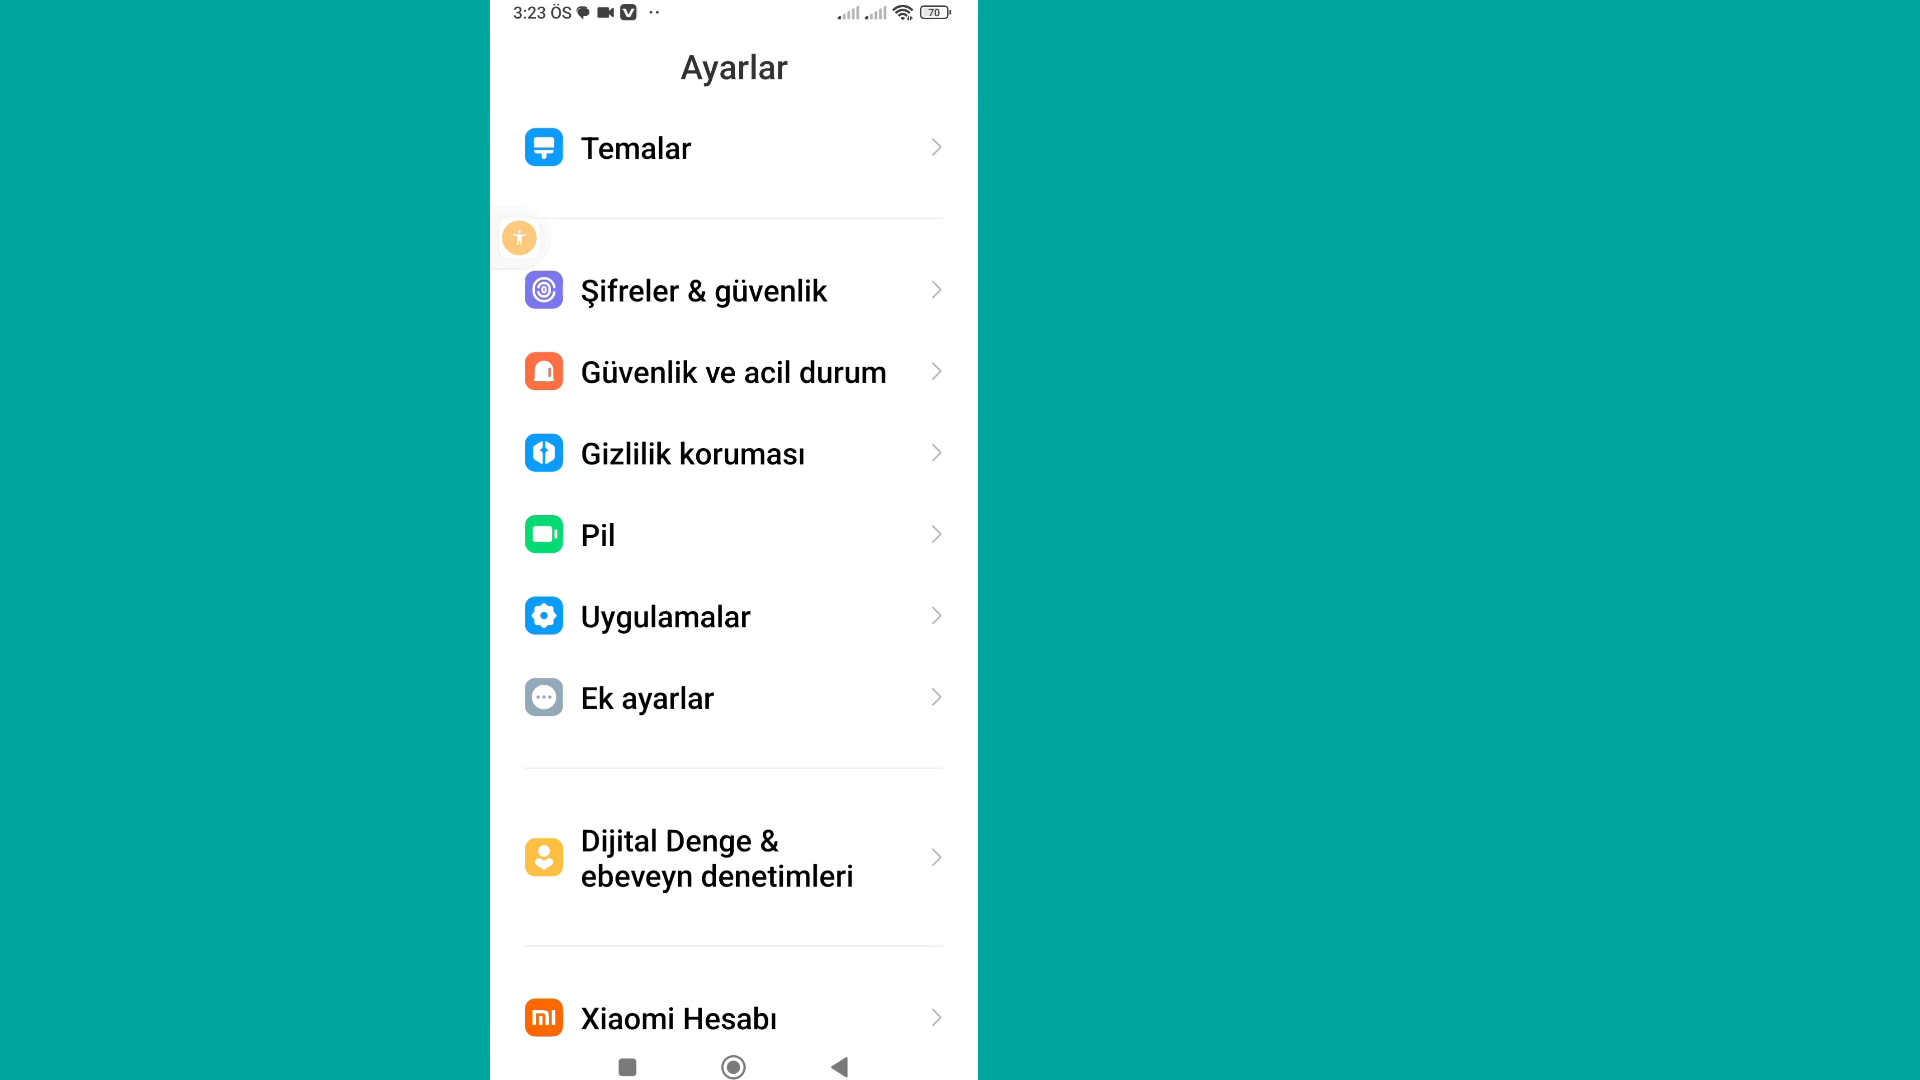 3:23 ÖS
70
Ayarlar
Temalar
Şifreler & güvenlik
Güvenlik ve acil durum
Gizlilik koruması
Pil
Uygulamalar
Ek ayarlar
Dijital Denge &
ebeveyn denetimleri
Xiaomi Hesabı